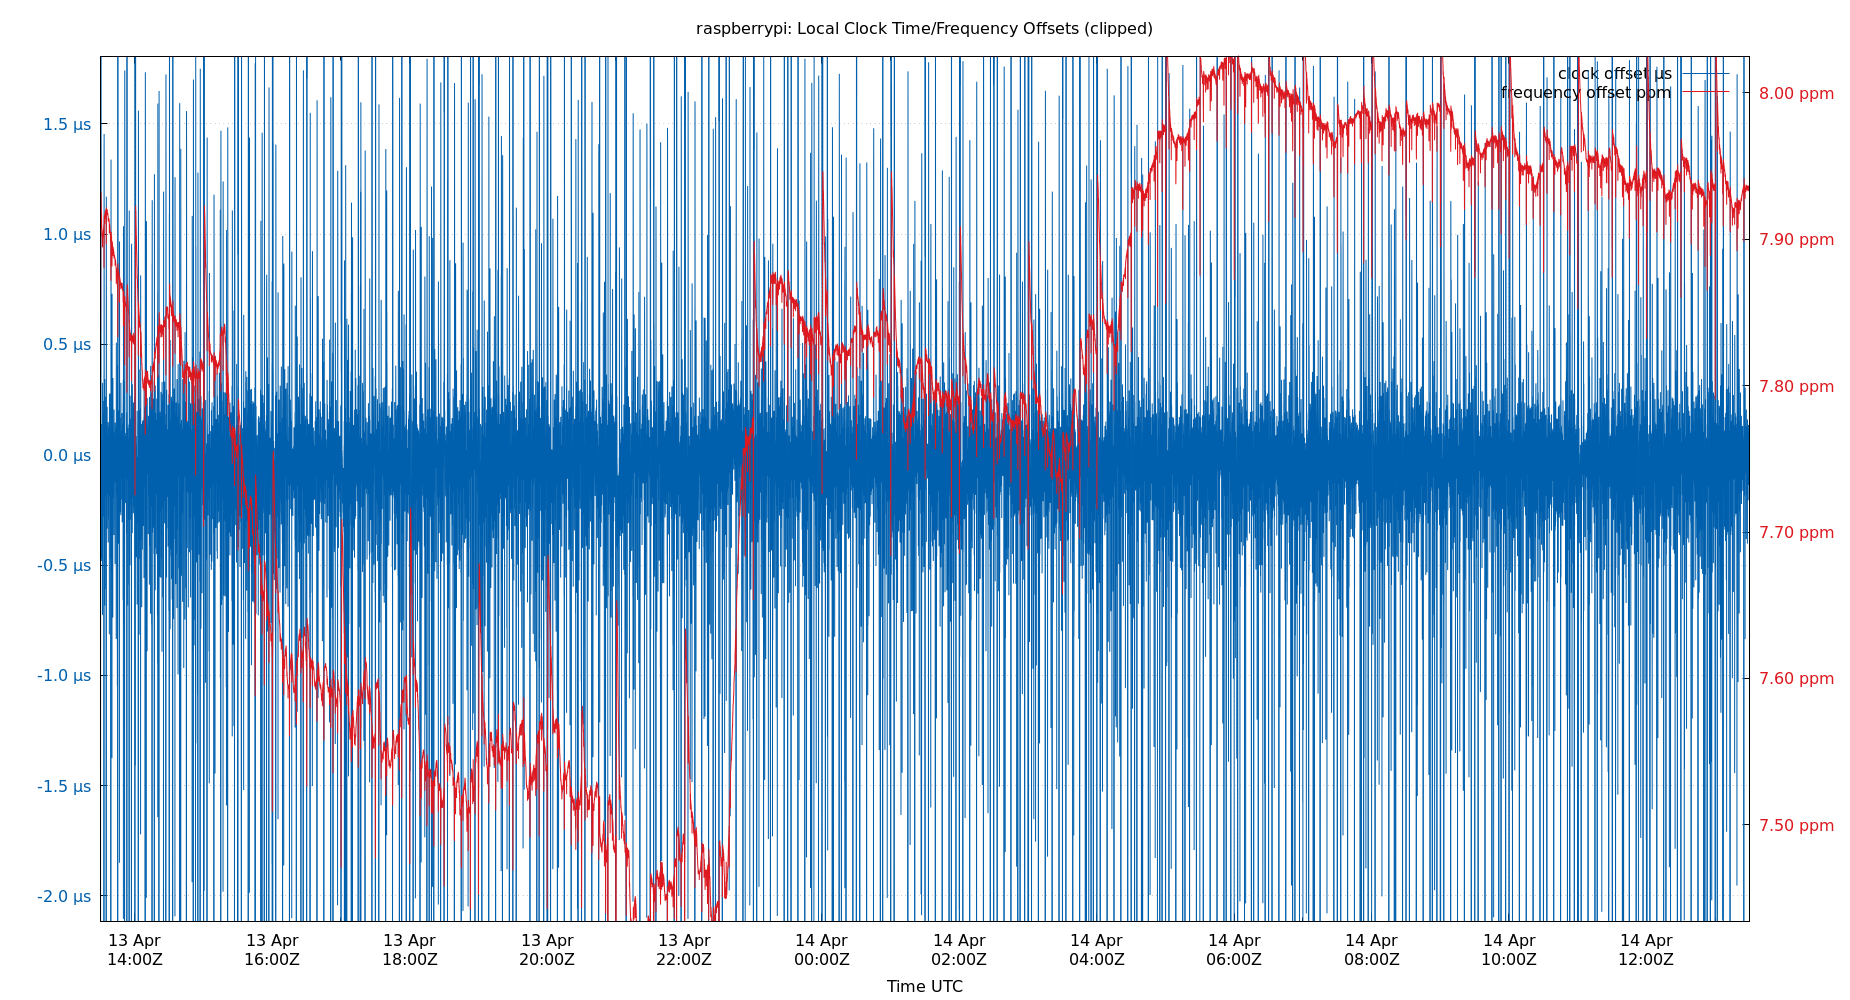 raspberrypi: Local Clock Time/Frequency Offsets (clipped)
clock offset µs
frequency offset ppm
1.5 µs
1.0 µs
0.5 µs
0.0 µs
-0.5 µs
-1.0 µs
-1.5 µs
-2.0 µs
8.00 ppm
7.90 ppm
7.80 ppm
7.70 ppm
7.60 ppm
7.50 ppm
13 Apr
14:00Z
13 Apr
16:00Z
13 Apr
18:00Z
13 Apr
20:00Z
13 Apr
22:00Z
14 Apr
00:00Z
14 Apr
02:00Z
14 Apr
04:00Z
14 Apr
06:00Z
14 Apr
08:00Z
14 Apr
10:00Z
14 Apr
12:00Z
Time UTC